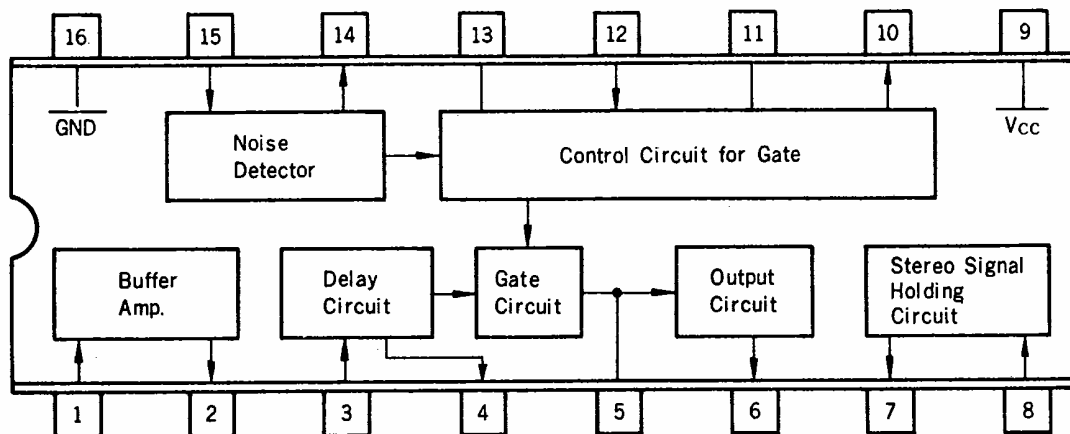 16 15 14 13 12 11 10 9
GND
Vcc
Noise
Detector
Control Circuit for Gate
Buffer
Amp.
Delay
Circuit
Gate
Circuit
Output
Circuit
Stereo Signal
Holding
Circuit
1 2 3 4 5 6 7 8